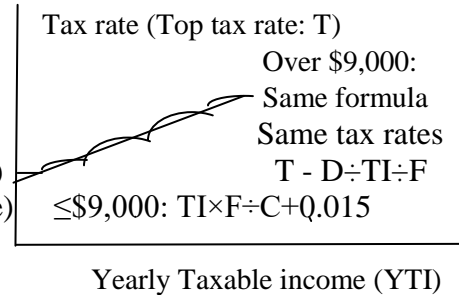 Tax rate (Top tax rate: T)
Over $9,000:
Same formula
Same tax rates
T - D÷TI÷F
)
e) ≤$9,000: TI×F÷C+0.015
Yearly Taxable income (YTI)